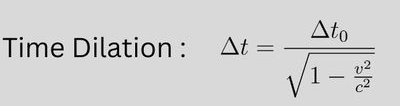 Time Dilation : Δt = Δt₀ / √(1 − v²/c²)